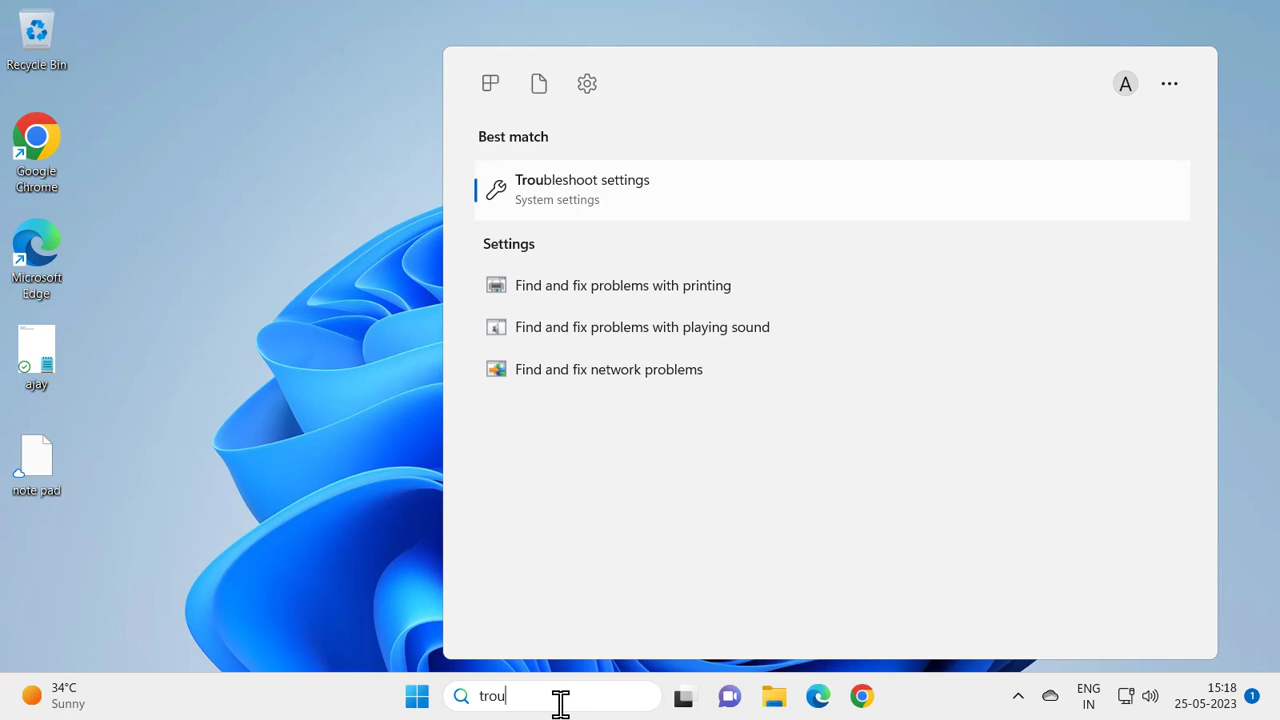 Recycle Bin
Google
Chrome
Microsoft
Edge
ajay
note pad
A
Best match
Troubleshoot settings
System settings
Settings
Find and fix problems with printing
Find and fix problems with playing sound
Find and fix network problems
34°C
Sunny
trou
ENG
IN
15:18
25-05-2023
1